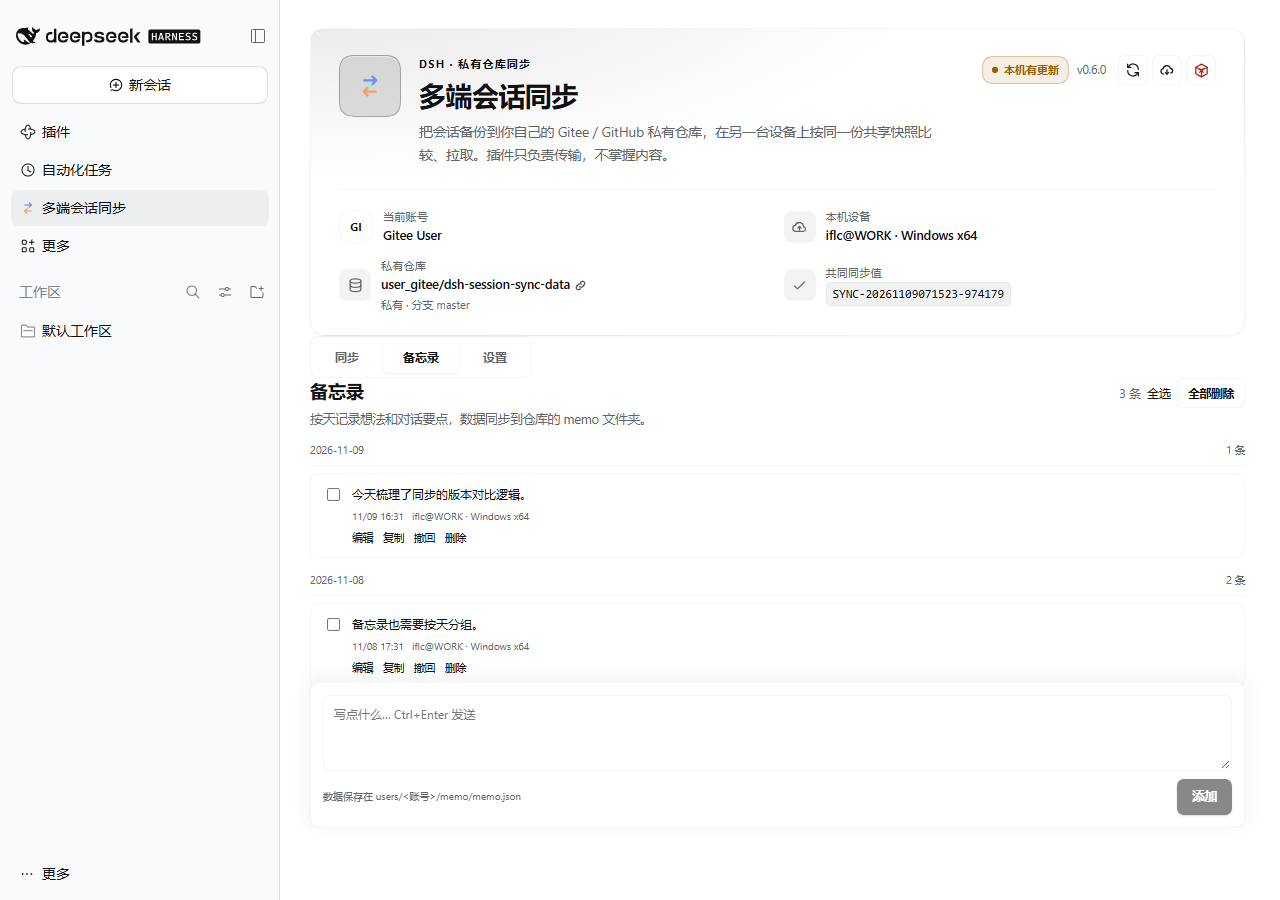 deepseek HARNESS
新会话
插件
自动化任务
多端会话同步
更多
工作区
默认工作区
更多
DSH · 私有仓库同步
多端会话同步
把会话备份到你自己的 Gitee / GitHub 私有仓库，在另一台设备上按同一份共享快照比
较、拉取。插件只负责传输，不掌握内容。
本机有更新
v0.6.0
GI
当前账号
Gitee User
本机设备
iflc@WORK · Windows x64
私有仓库
user_gitee/dsh-session-sync-data
私有 · 分支 master
共同同步值
SYNC-20261109071523-974179
同步
备忘录
设置
备忘录
3 条 全选 全部删除
按天记录想法和对话要点，数据同步到仓库的 memo 文件夹。
2026-11-09
1 条
今天梳理了同步的版本对比逻辑。
11/09 16:31 iflc@WORK · Windows x64
编辑 复制 撤回 删除
2026-11-08
2 条
备忘录也需要按天分组。
11/08 17:31 iflc@WORK · Windows x64
编辑 复制 撤回 删除
写点什么... Ctrl+Enter 发送
数据保存在 users/<账号>/memo/memo.json
添加